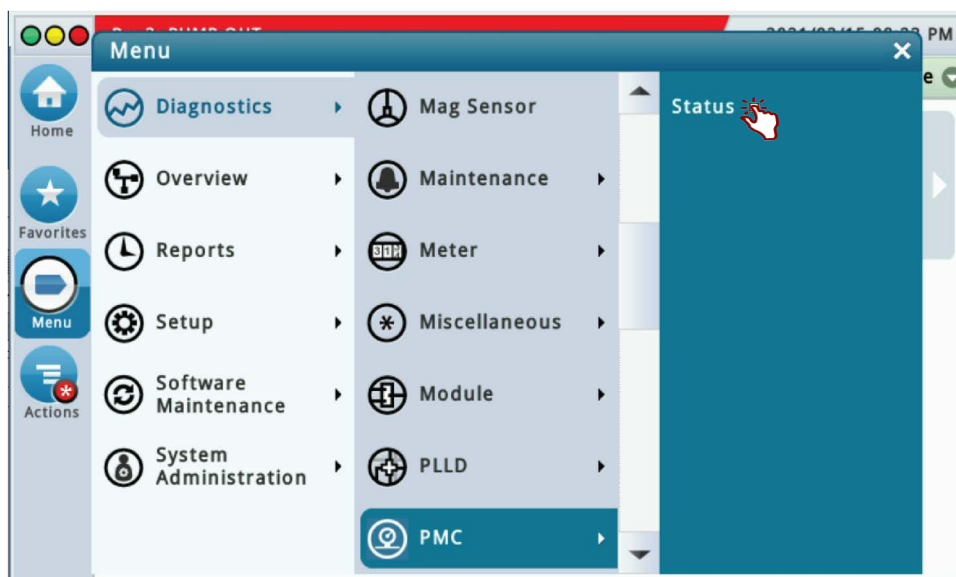 PM
Menu
e
Home
Favorites
Menu
Actions
Diagnostics
Overview
Reports
Setup
Software
Maintenance
System
Administration
Mag Sensor
Maintenance
Meter
Miscellaneous
Module
PLLD
PMC
Status